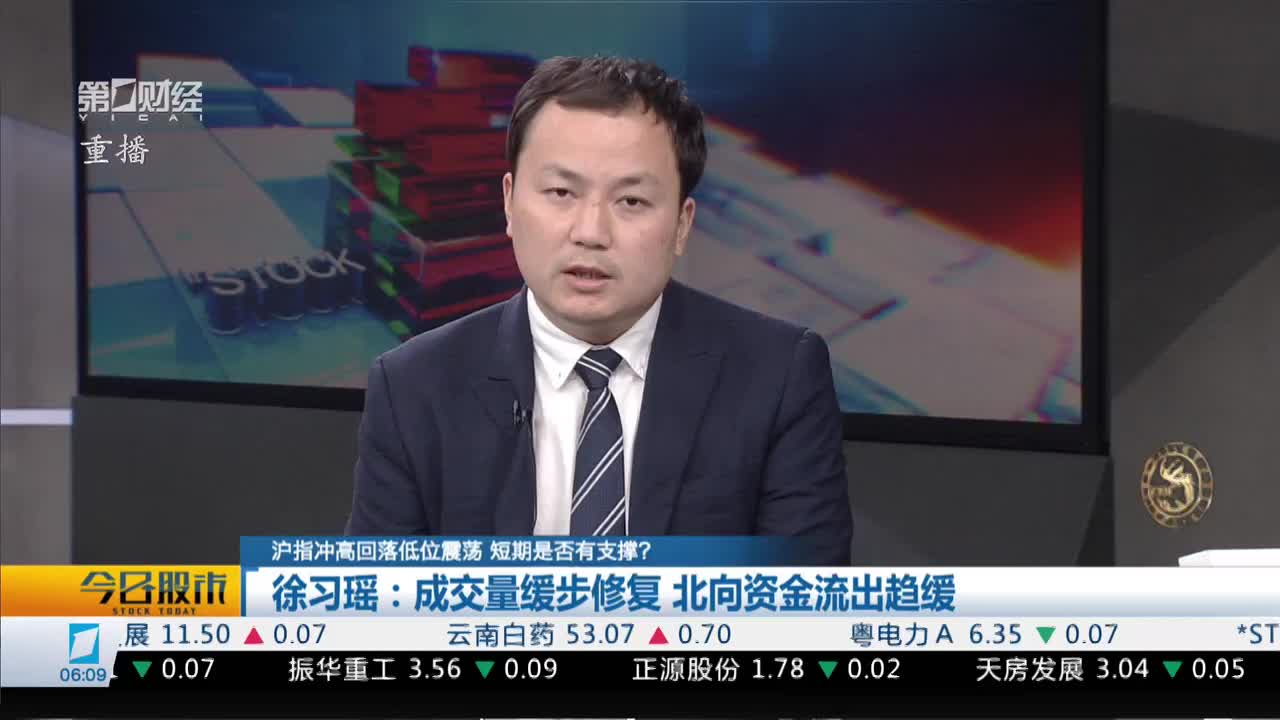 第1财经
YICAI
重播
STOCK
沪指冲高回落低位震荡 短期是否有支撑?
今日股市
STOCK TODAY
徐习瑶：成交量缓步修复 北向资金流出趋缓
展 11.50 ▲ 0.07 云南白药 53.07 ▲ 0.70 粤电力A 6.35 ▼ 0.07 *ST
06:09
▼ 0.07 振华重工 3.56 ▼ 0.09 正源股份 1.78 ▼ 0.02 天房发展 3.04 ▼ 0.05